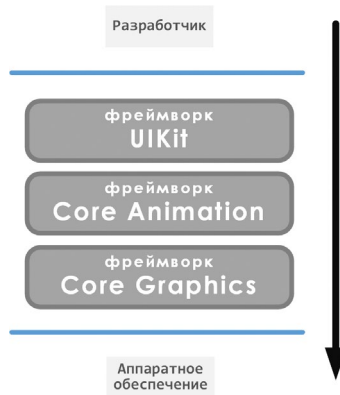 Разработчик
фреймворк
UIKit
фреймворк
Core Animation
фреймворк
Core Graphics
Аппаратное
обеспечение